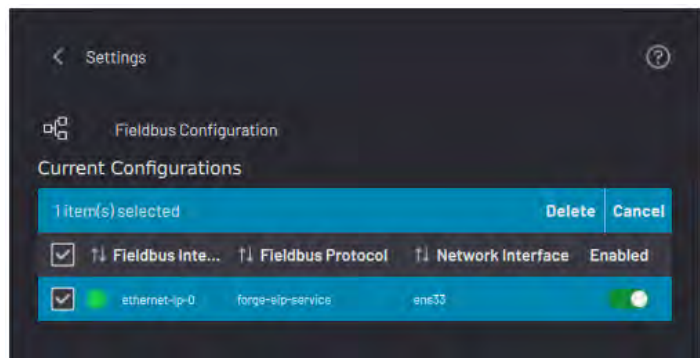 Settings
Fieldbus Configuration
Current Configurations
1 item(s) selected Delete Cancel
Fieldbus Inte... Fieldbus Protocol Network Interface Enabled
ethernet-ip-0 forge-eip-service ens33